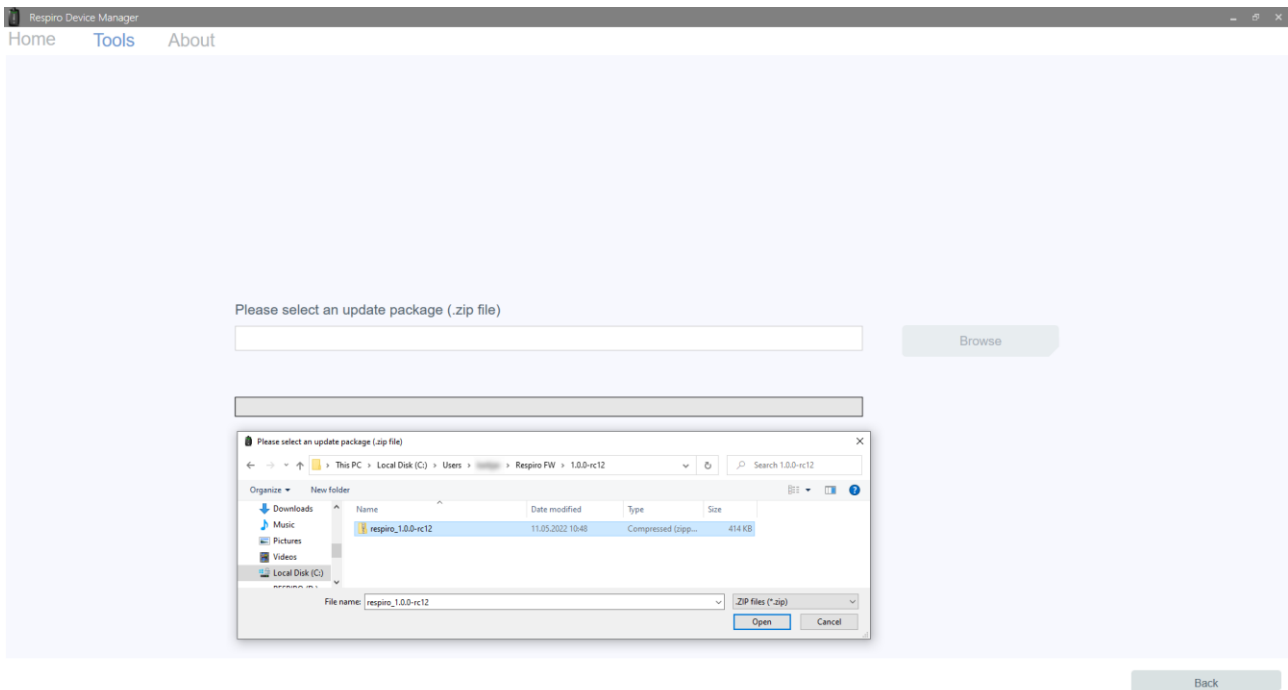 Respiro Device Manager
Home Tools About
Please select an update package (.zip file)
Browse
Please select an update package (.zip file)
This PC > Local Disk (C:) > Users > > Respiro FW > 1.0.0-rc12
Search 1.0.0-rc12
Organize New folder
Downloads
Music
Pictures
Videos
Local Disk (C:)
Name Date modified Type Size
respiro_1.0.0-rc12 11.05.2022 10:48 Compressed (zipp... 414 KB
File name: respiro_1.0.0-rc12 .ZIP files (*.zip)
Open Cancel
Back